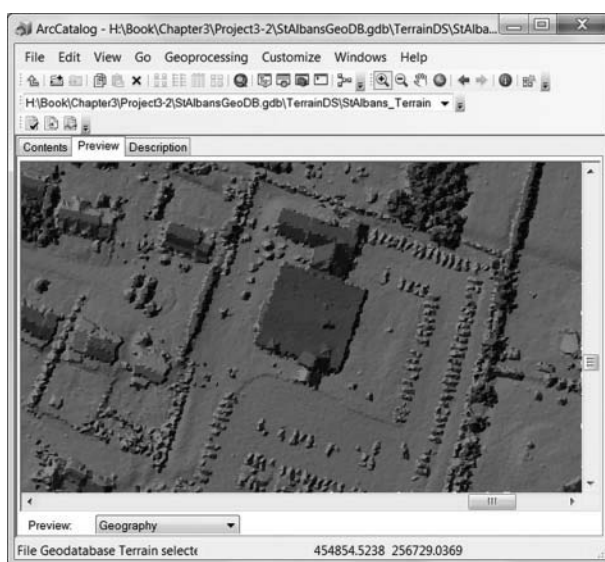 ArcCatalog - H:\Book\Chapter3\Project3-2\StAlbansGeoDB.gdb\TerrainDS\StAlba...
File Edit View Go Geoprocessing Customize Windows Help
H:\Book\Chapter3\Project3-2\StAlbansGeoDB.gdb\TerrainDS\StAlbans_Terrain
Contents Preview Description
Preview: Geography
File Geodatabase Terrain selecte 454854.5238 256729.0369